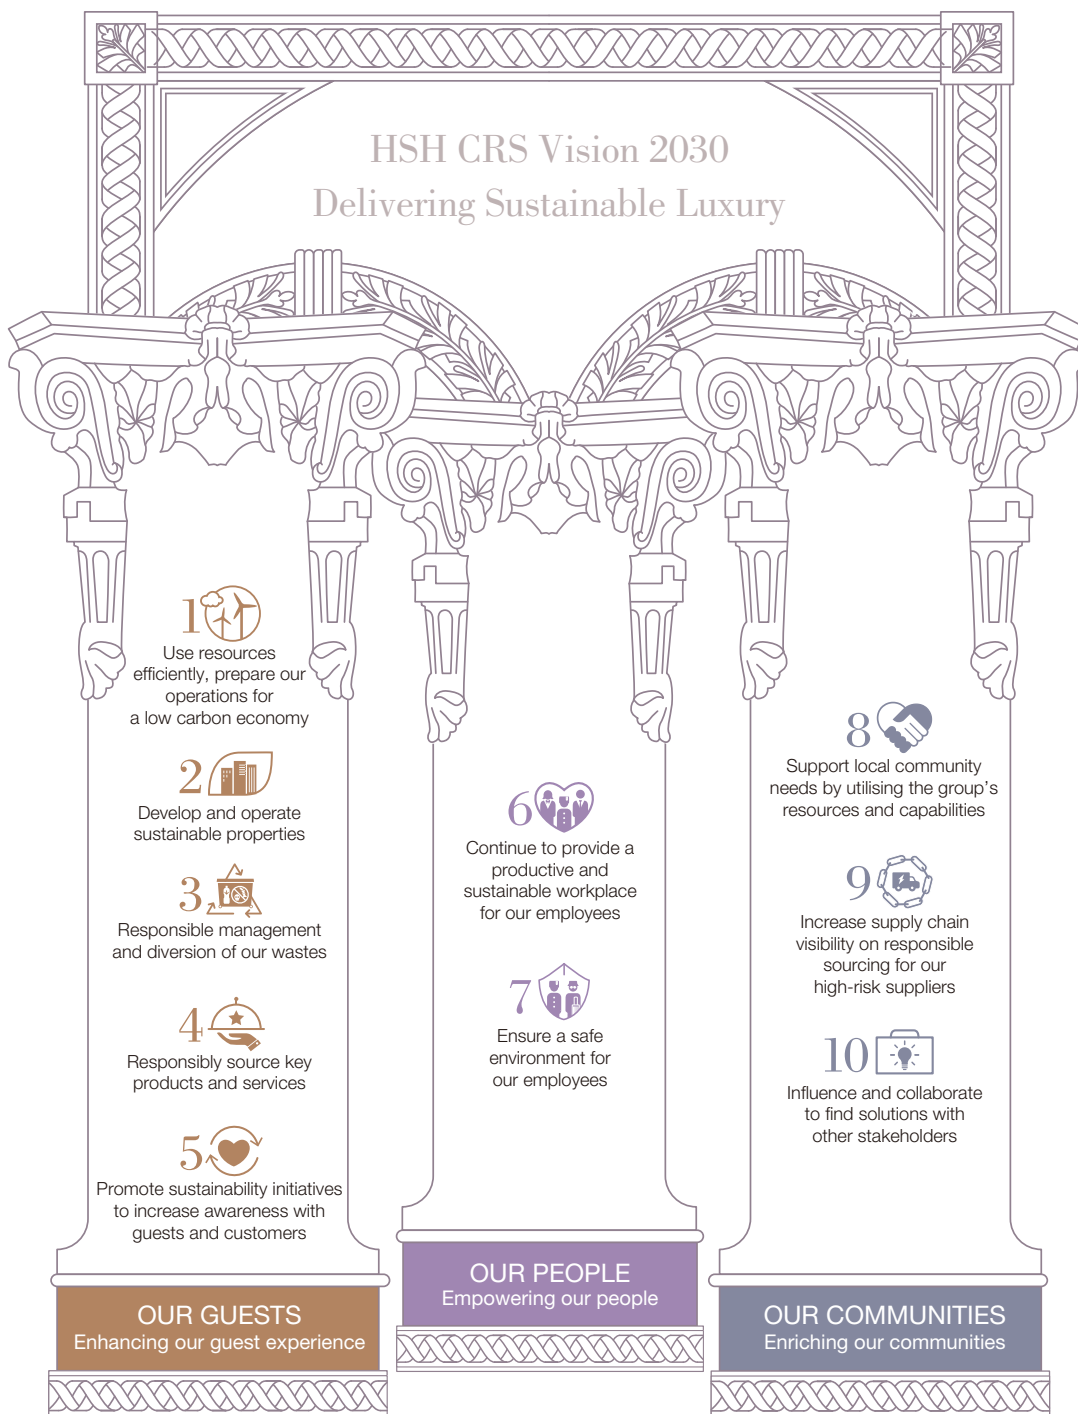 HSH CRS Vision 2030
Delivering Sustainable Luxury
1
Use resources
efficiently, prepare our
operations for
a low carbon economy
2
Develop and operate
sustainable properties
3
Responsible management
and diversion of our wastes
4
Responsibly source key
products and services
5
Promote sustainability initiatives
to increase awareness with
guests and customers
OUR GUESTS
Enhancing our guest experience
6
Continue to provide a
productive and
sustainable workplace
for our employees
7
Ensure a safe
environment for
our employees
OUR PEOPLE
Empowering our people
8
Support local community
needs by utilising the group's
resources and capabilities
9
Increase supply chain
visibility on responsible
sourcing for our
high-risk suppliers
10
Influence and collaborate
to find solutions with
other stakeholders
OUR COMMUNITIES
Enriching our communities